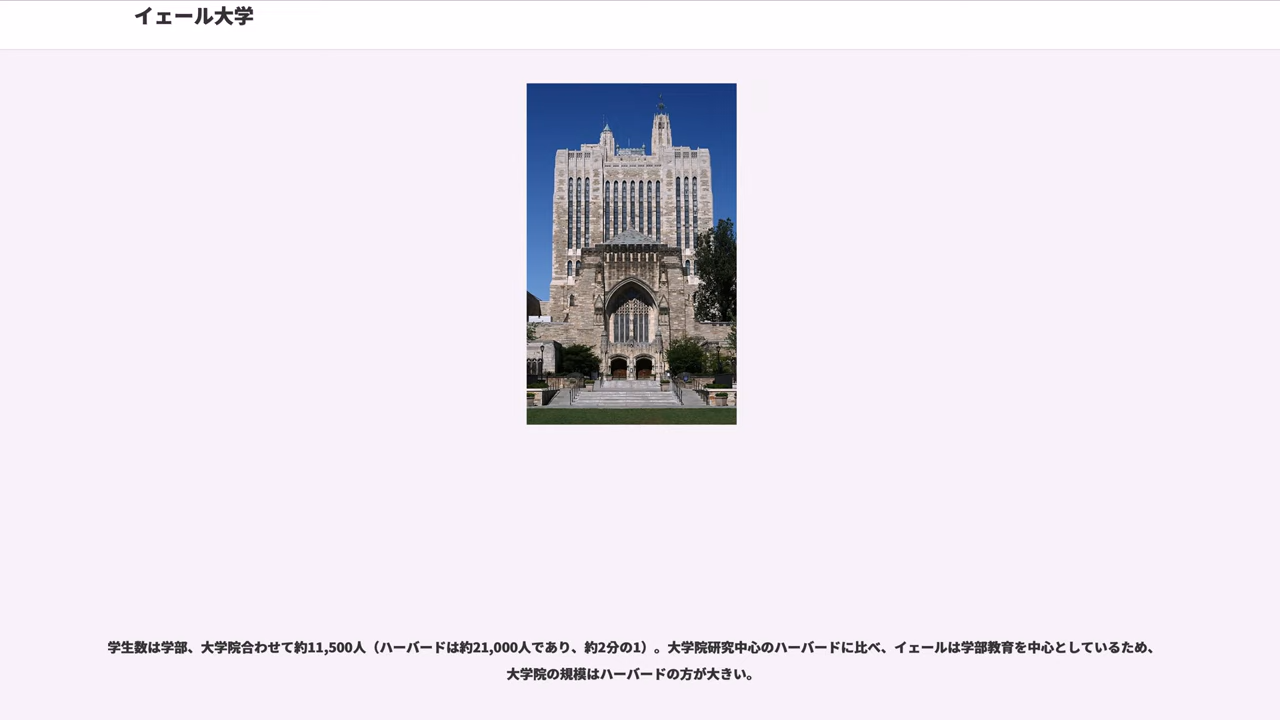 イェール大学
学生数は学部、大学院合わせて約11,500人（ハーバードは約21,000人であり、約2分の1）。大学院研究中心のハーバードに比べ、イェールは学部教育を中心としているため、
大学院の規模はハーバードの方が大きい。